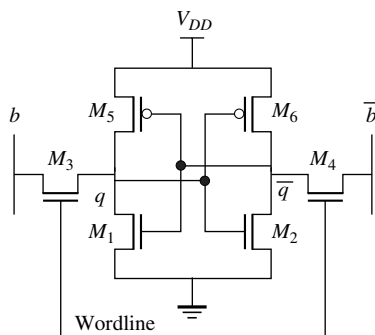 V_DD
M_5 M_6
b M_3 M_4 b̅
q q̅
M_1 M_2
Wordline